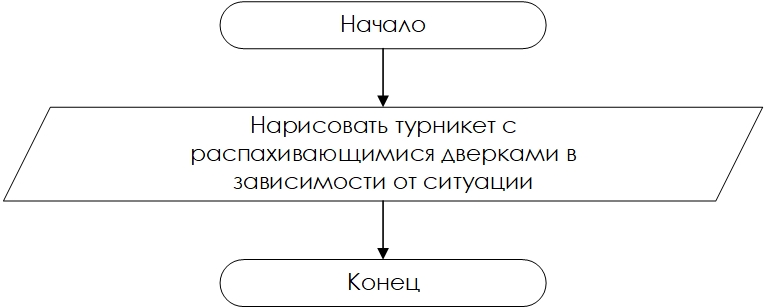 Начало
Нарисовать турникет с
распахивающимися дверками в
зависимости от ситуации
Конец